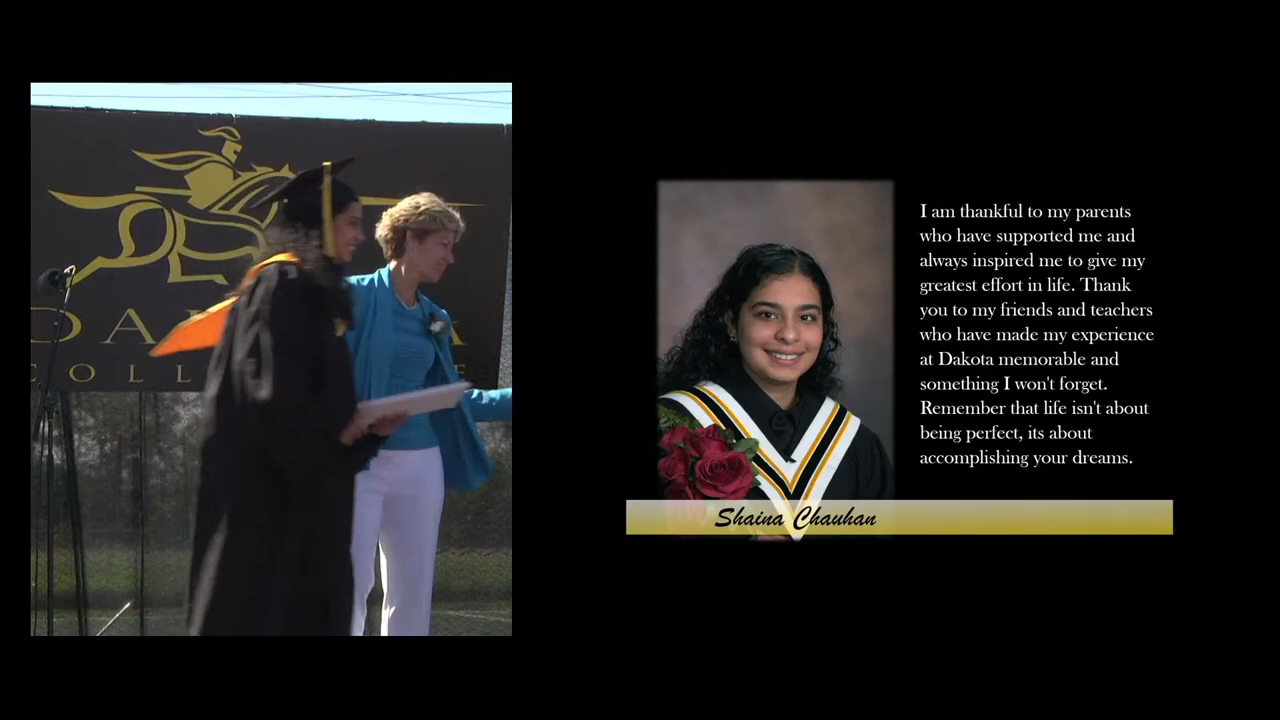 I am thankful to my parents
who have supported me and
always inspired me to give my
greatest effort in life. Thank
you to my friends and teachers
who have made my experience
at Dakota memorable and
something I won't forget.
Remember that life isn't about
being perfect, its about
accomplishing your dreams.
Shaina Chauhan